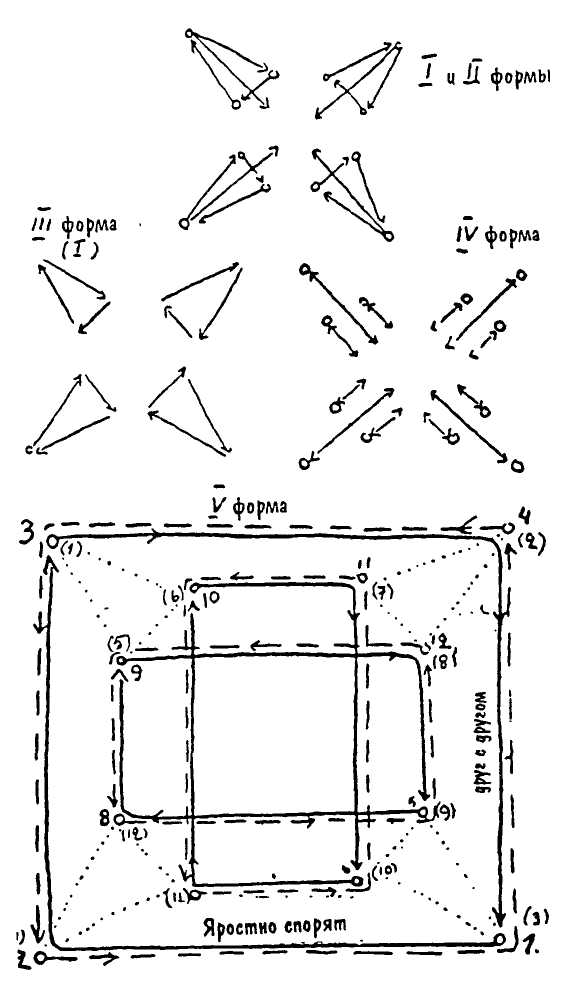 I и II формы
III форма
(I)
IV форма
V форма
3
4
(1)
(2)
11
(6)
10
(7)
(5)
12
9
(8)
друг с другом
8
(9)
(12)
(10)
(11)
(3)
Яростно спорят
1.
2